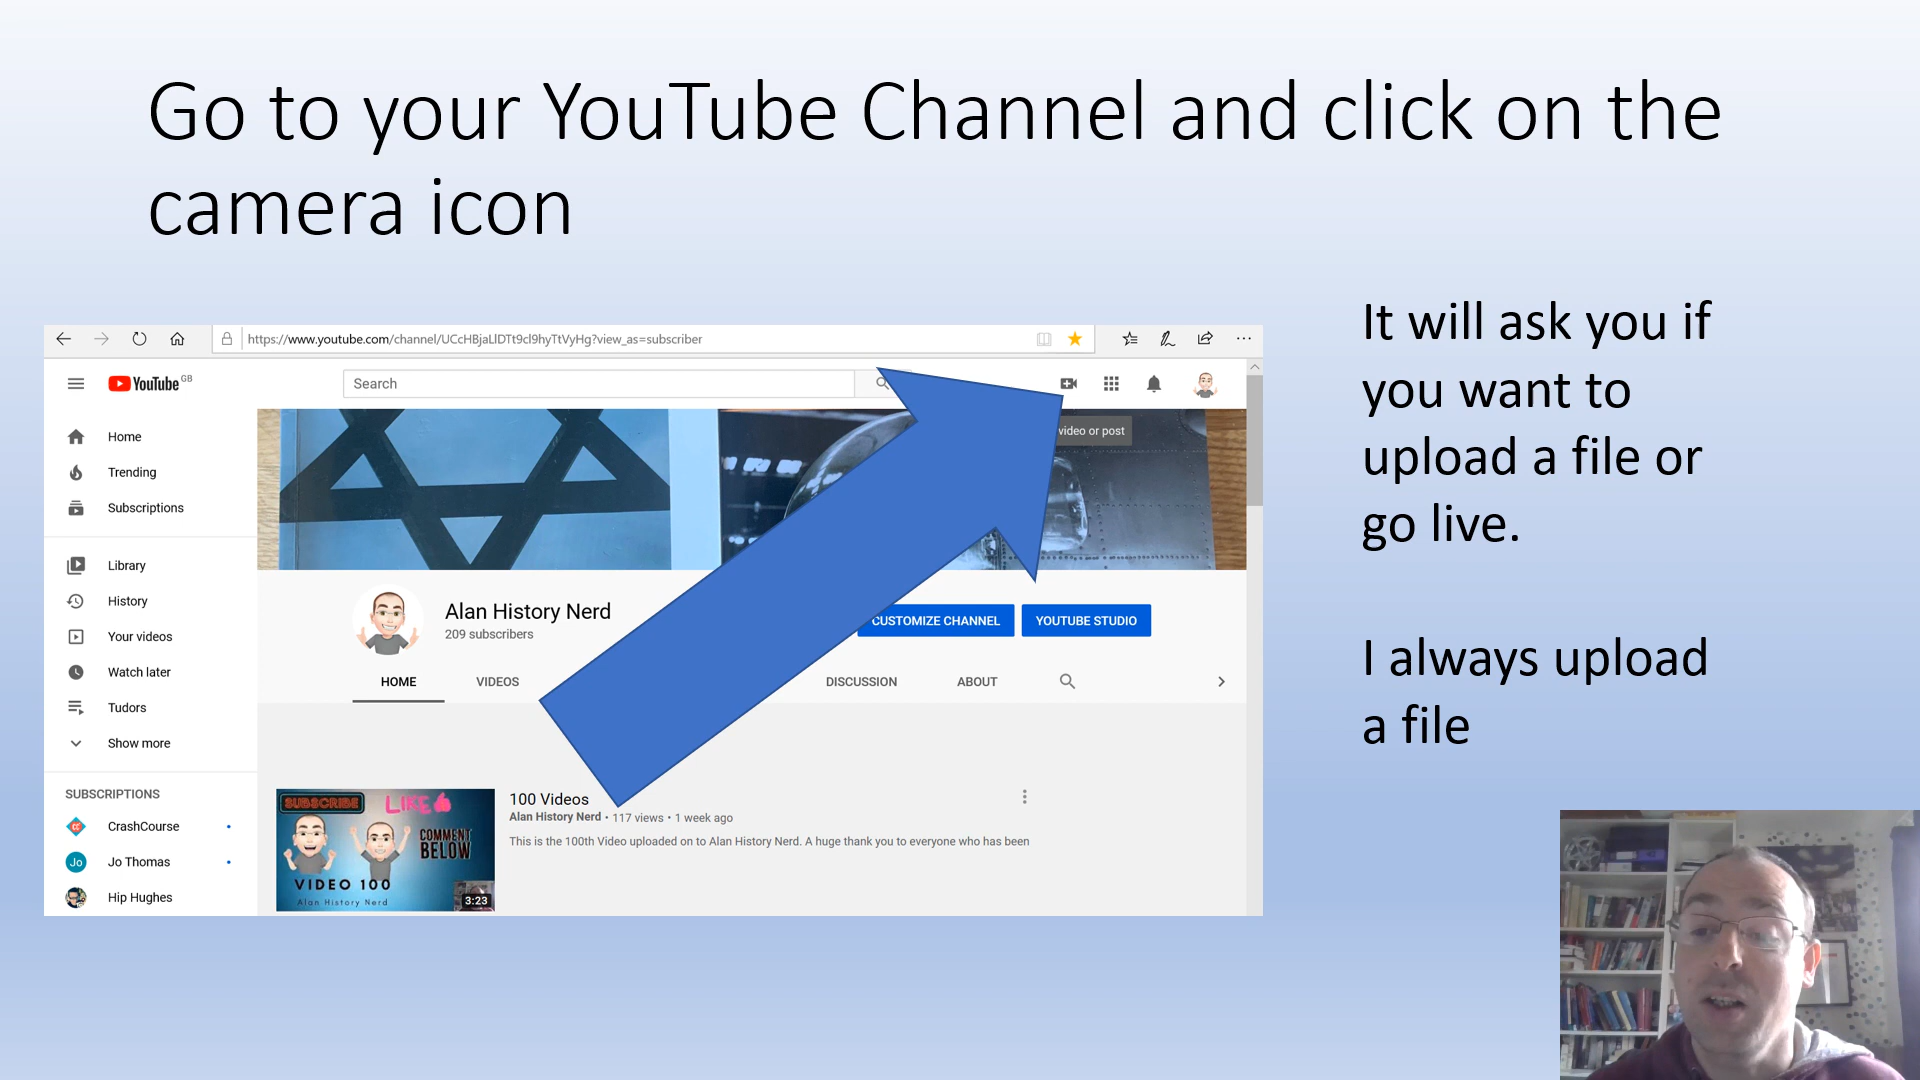 Go to your YouTube Channel and click on the
camera icon
https://www.youtube.com/channel/UCcHBjaLlDTt9cl9hyTtVyHg?view_as=subscriber
YouTube GB
Search
video or post
Home
Trending
Subscriptions
Library
History
Your videos
Watch later
Tudors
Show more
SUBSCRIPTIONS
CrashCourse
Jo Jo Thomas
Hip Hughes
Alan History Nerd
209 subscribers
CUSTOMIZE CHANNEL YOUTUBE STUDIO
HOME VIDEOS DISCUSSION ABOUT
SUBSCRIBE LIKE
COMMENT
BELOW
VIDEO 100
Alan History Nerd
3:23
100 Videos
Alan History Nerd • 117 views • 1 week ago
This is the 100th Video uploaded on to Alan History Nerd. A huge thank you to everyone who has been
It will ask you if
you want to
upload a file or
go live.
I always upload
a file